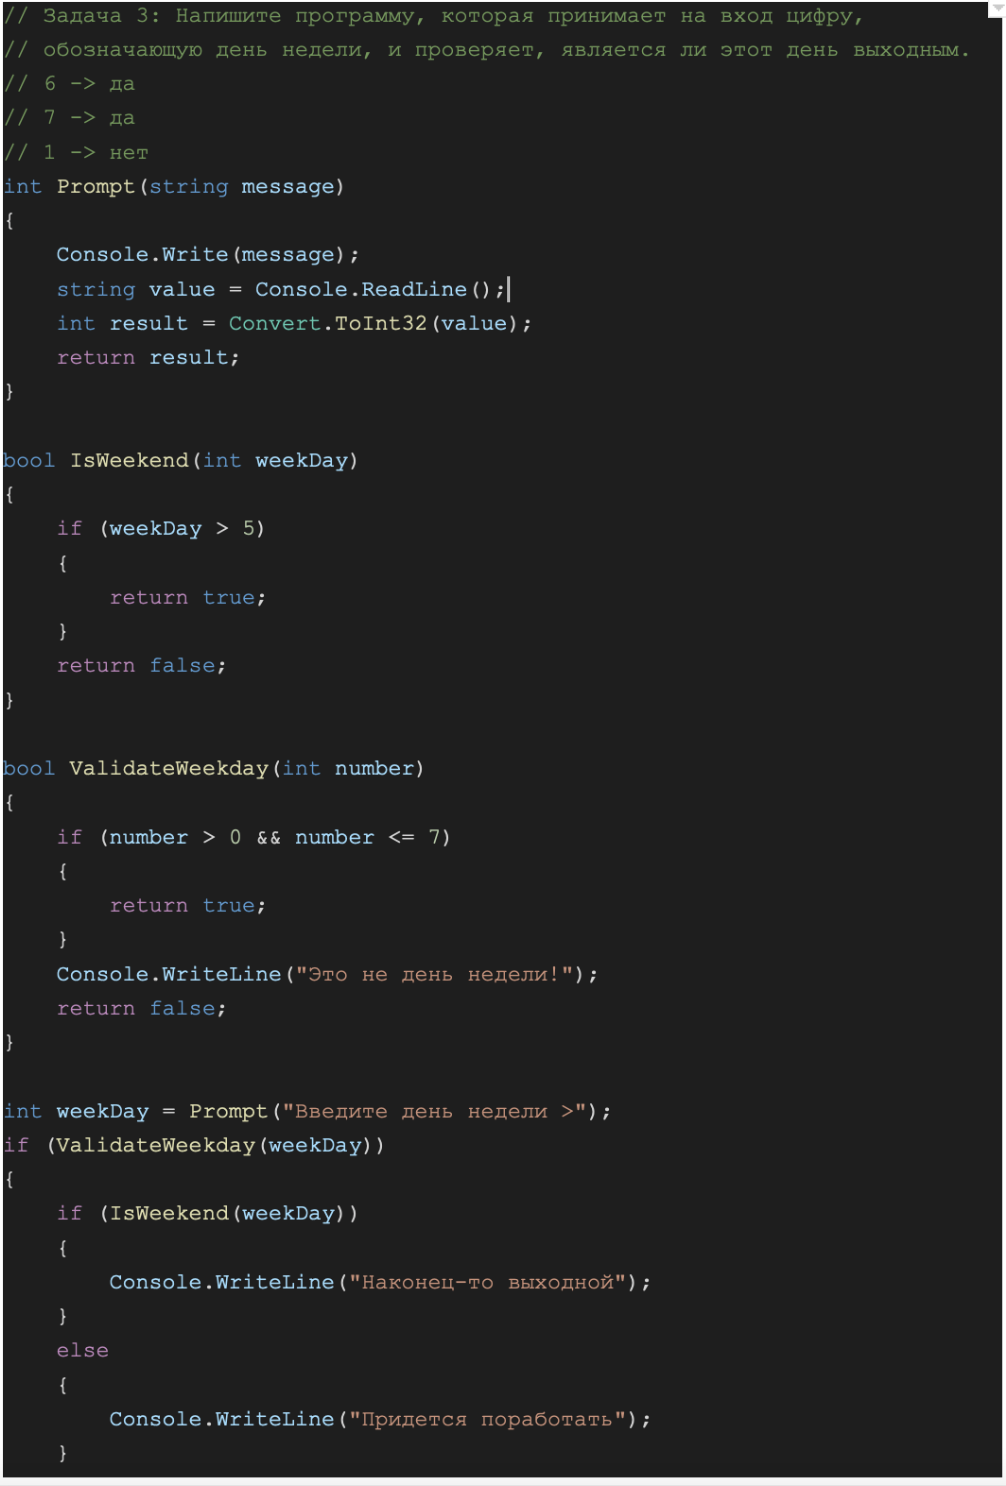 // Задача 3: Напишите программу, которая принимает на вход цифру,
// обозначающую день недели, и проверяет, является ли этот день выходным.
// 6 -> да
// 7 -> да
// 1 -> нет
int Prompt(string message)
{
    Console.Write(message);
    string value = Console.ReadLine();
    int result = Convert.ToInt32(value);
    return result;
}

bool IsWeekend(int weekDay)
{
    if (weekDay > 5)
    {
        return true;
    }
    return false;
}

bool ValidateWeekday(int number)
{
    if (number > 0 && number <= 7)
    {
        return true;
    }
    Console.WriteLine("Это не день недели!");
    return false;
}

int weekDay = Prompt("Введите день недели >");
if (ValidateWeekday(weekDay))
{
    if (IsWeekend(weekDay))
    {
        Console.WriteLine("Наконец-то выходной");
    }
    else
    {
        Console.WriteLine("Придется поработать");
    }